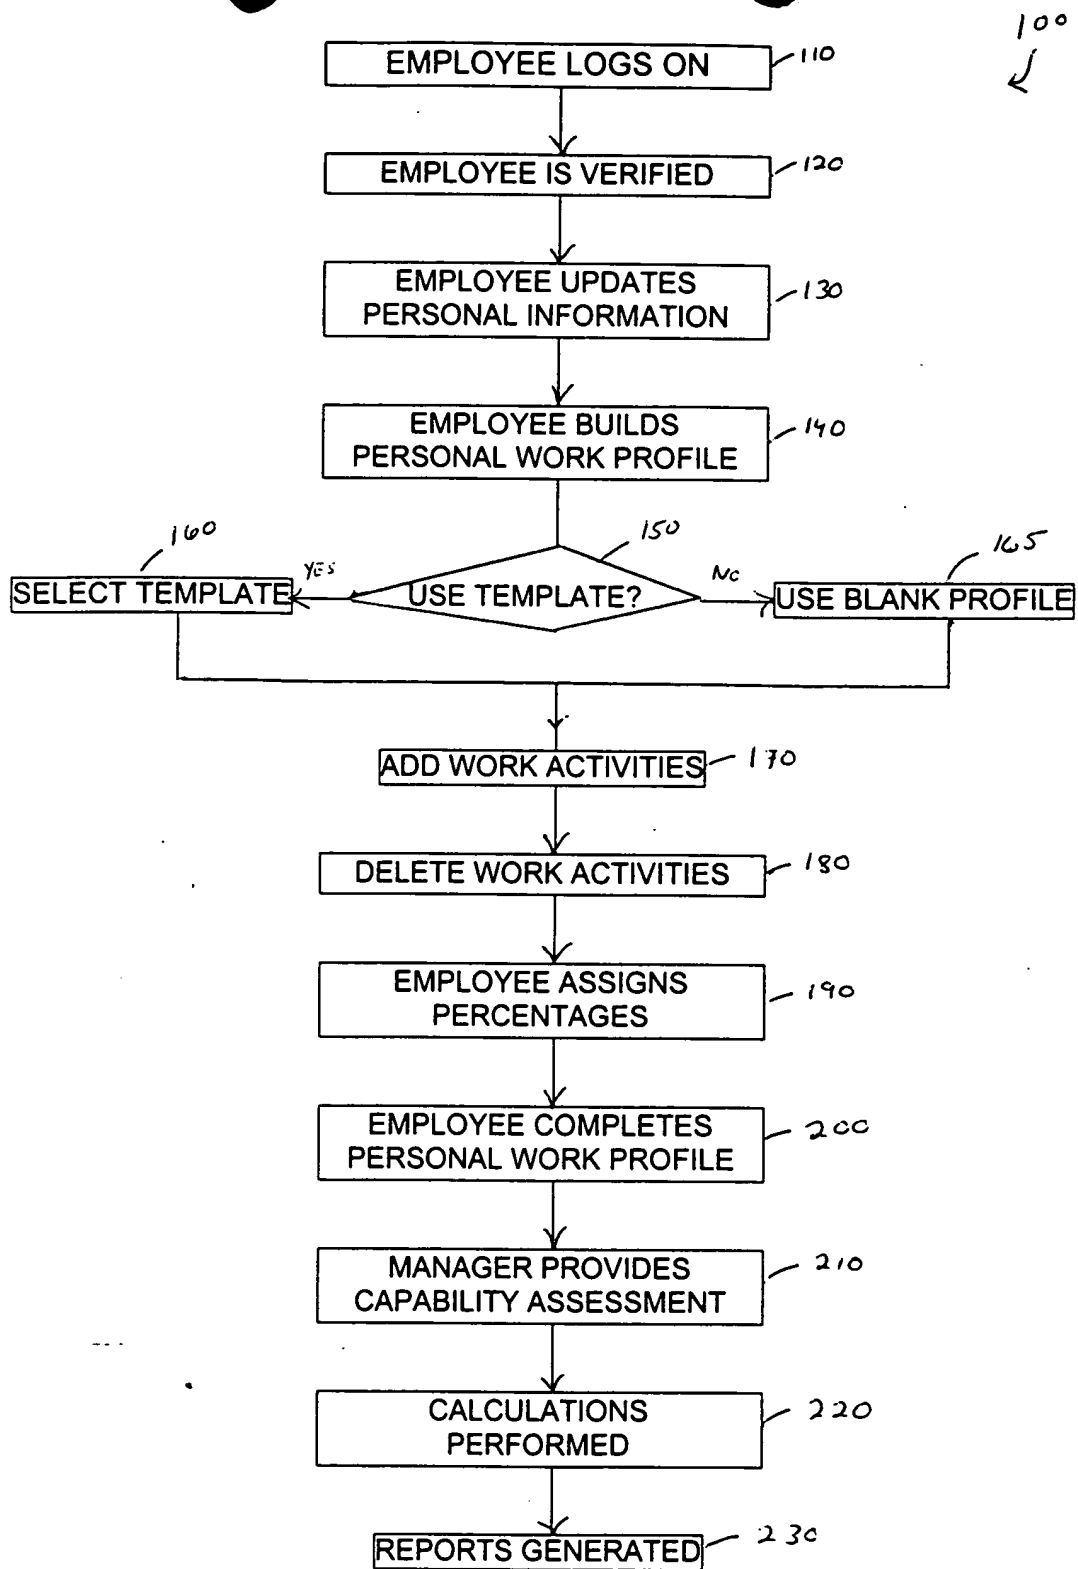 100
EMPLOYEE LOGS ON
110
EMPLOYEE IS VERIFIED
120
EMPLOYEE UPDATES
PERSONAL INFORMATION
130
EMPLOYEE BUILDS
PERSONAL WORK PROFILE
140
150
160
165
SELECT TEMPLATE
YES
USE TEMPLATE?
NO
USE BLANK PROFILE
ADD WORK ACTIVITIES
170
DELETE WORK ACTIVITIES
180
EMPLOYEE ASSIGNS
PERCENTAGES
190
EMPLOYEE COMPLETES
PERSONAL WORK PROFILE
200
MANAGER PROVIDES
CAPABILITY ASSESSMENT
210
CALCULATIONS
PERFORMED
220
REPORTS GENERATED
230